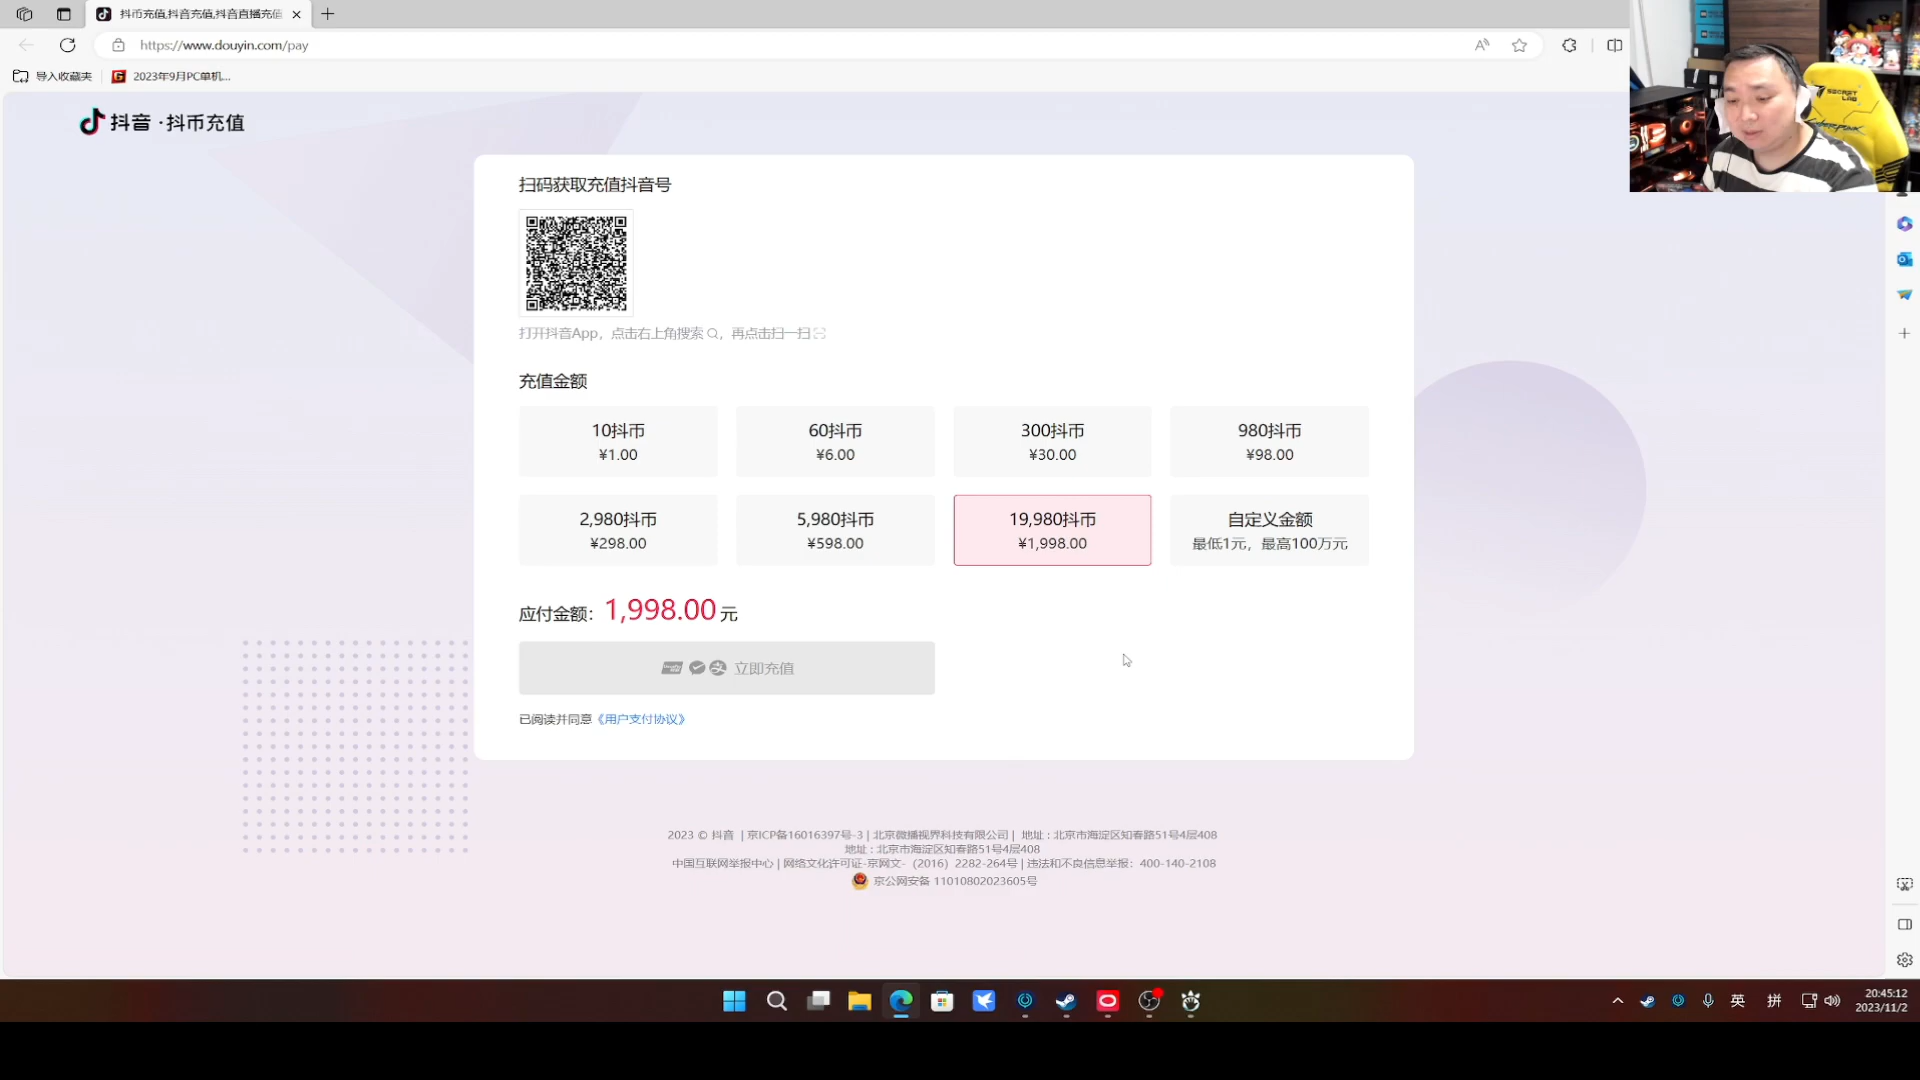 抖币充值,抖音充值,抖音直播充值
https://www.douyin.com/pay
导入收藏夹
2023年9月PC单机...
抖音·抖币充值
SECRET LAB
扫码获取充值抖音号
打开抖音App，点击右上角搜索，再点击扫一扫
充值金额
10抖币
¥1.00
60抖币
¥6.00
300抖币
¥30.00
980抖币
¥98.00
2,980抖币
¥298.00
5,980抖币
¥598.00
19,980抖币
¥1,998.00
自定义金额
最低1元，最高100万元
应付金额：1,998.00元
立即充值
已阅读并同意《用户支付协议》
2023 © 抖音 | 京ICP备16016397号-3 | 北京微播视界科技有限公司 | 地址：北京市海淀区知春路51号4层408
地址：北京市海淀区知春路51号4层408
中国互联网举报中心 | 网络文化许可证-京网文-（2016）2282-264号 | 违法和不良信息举报：400-140-2108
京公网安备 11010802023605号
英
拼
20:45:12
2023/11/2